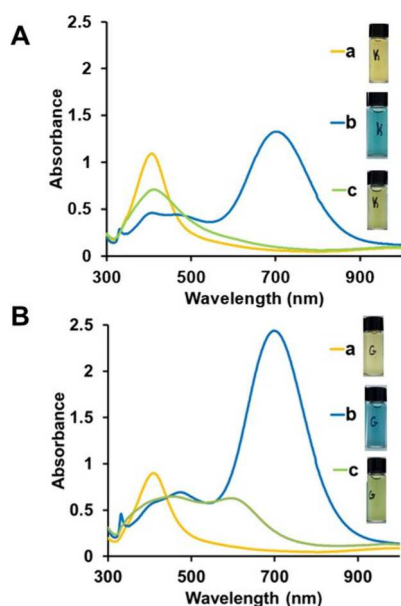 A
2.5
2
1.5
1
0.5
0
Absorbance
300 500 700 900
Wavelength (nm)
a
K
b
K
c
K
B
2.5
2
1.5
1
0.5
0
Absorbance
300 500 700 900
Wavelength (nm)
a
G
b
G
c
G